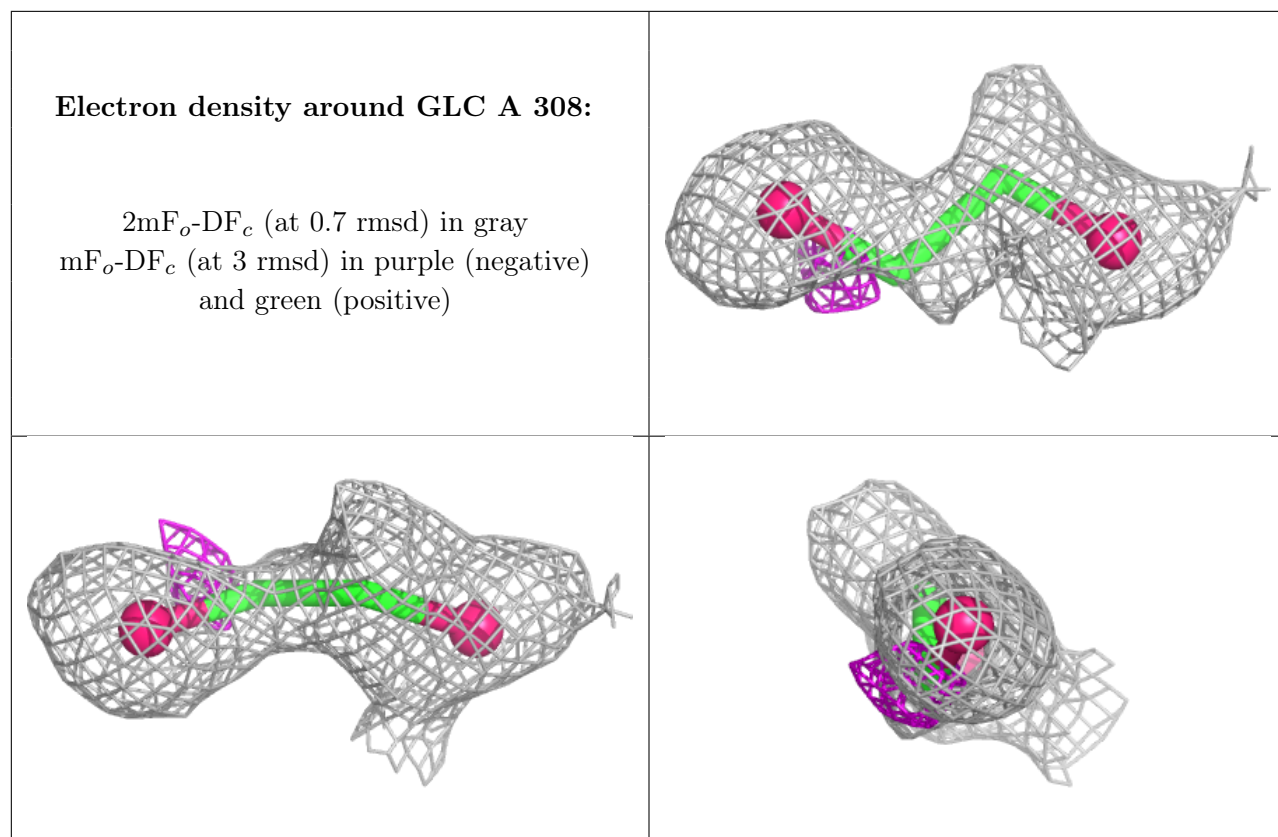 Electron density around GLC A 308:
2mFo-DFc (at 0.7 rmsd) in gray
mFo-DFc (at 3 rmsd) in purple (negative)
and green (positive)